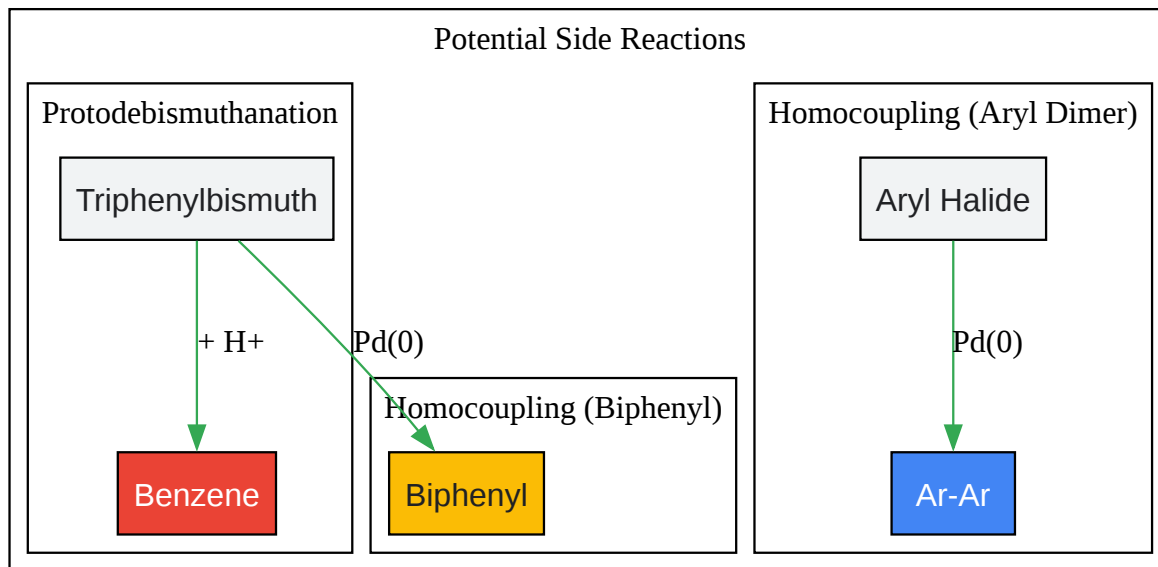 Potential Side Reactions
Protodebismuthanation
Triphenylbismuth
+ H+
Benzene
Pd(0)
Homocoupling (Biphenyl)
Biphenyl
Homocoupling (Aryl Dimer)
Aryl Halide
Pd(0)
Ar-Ar